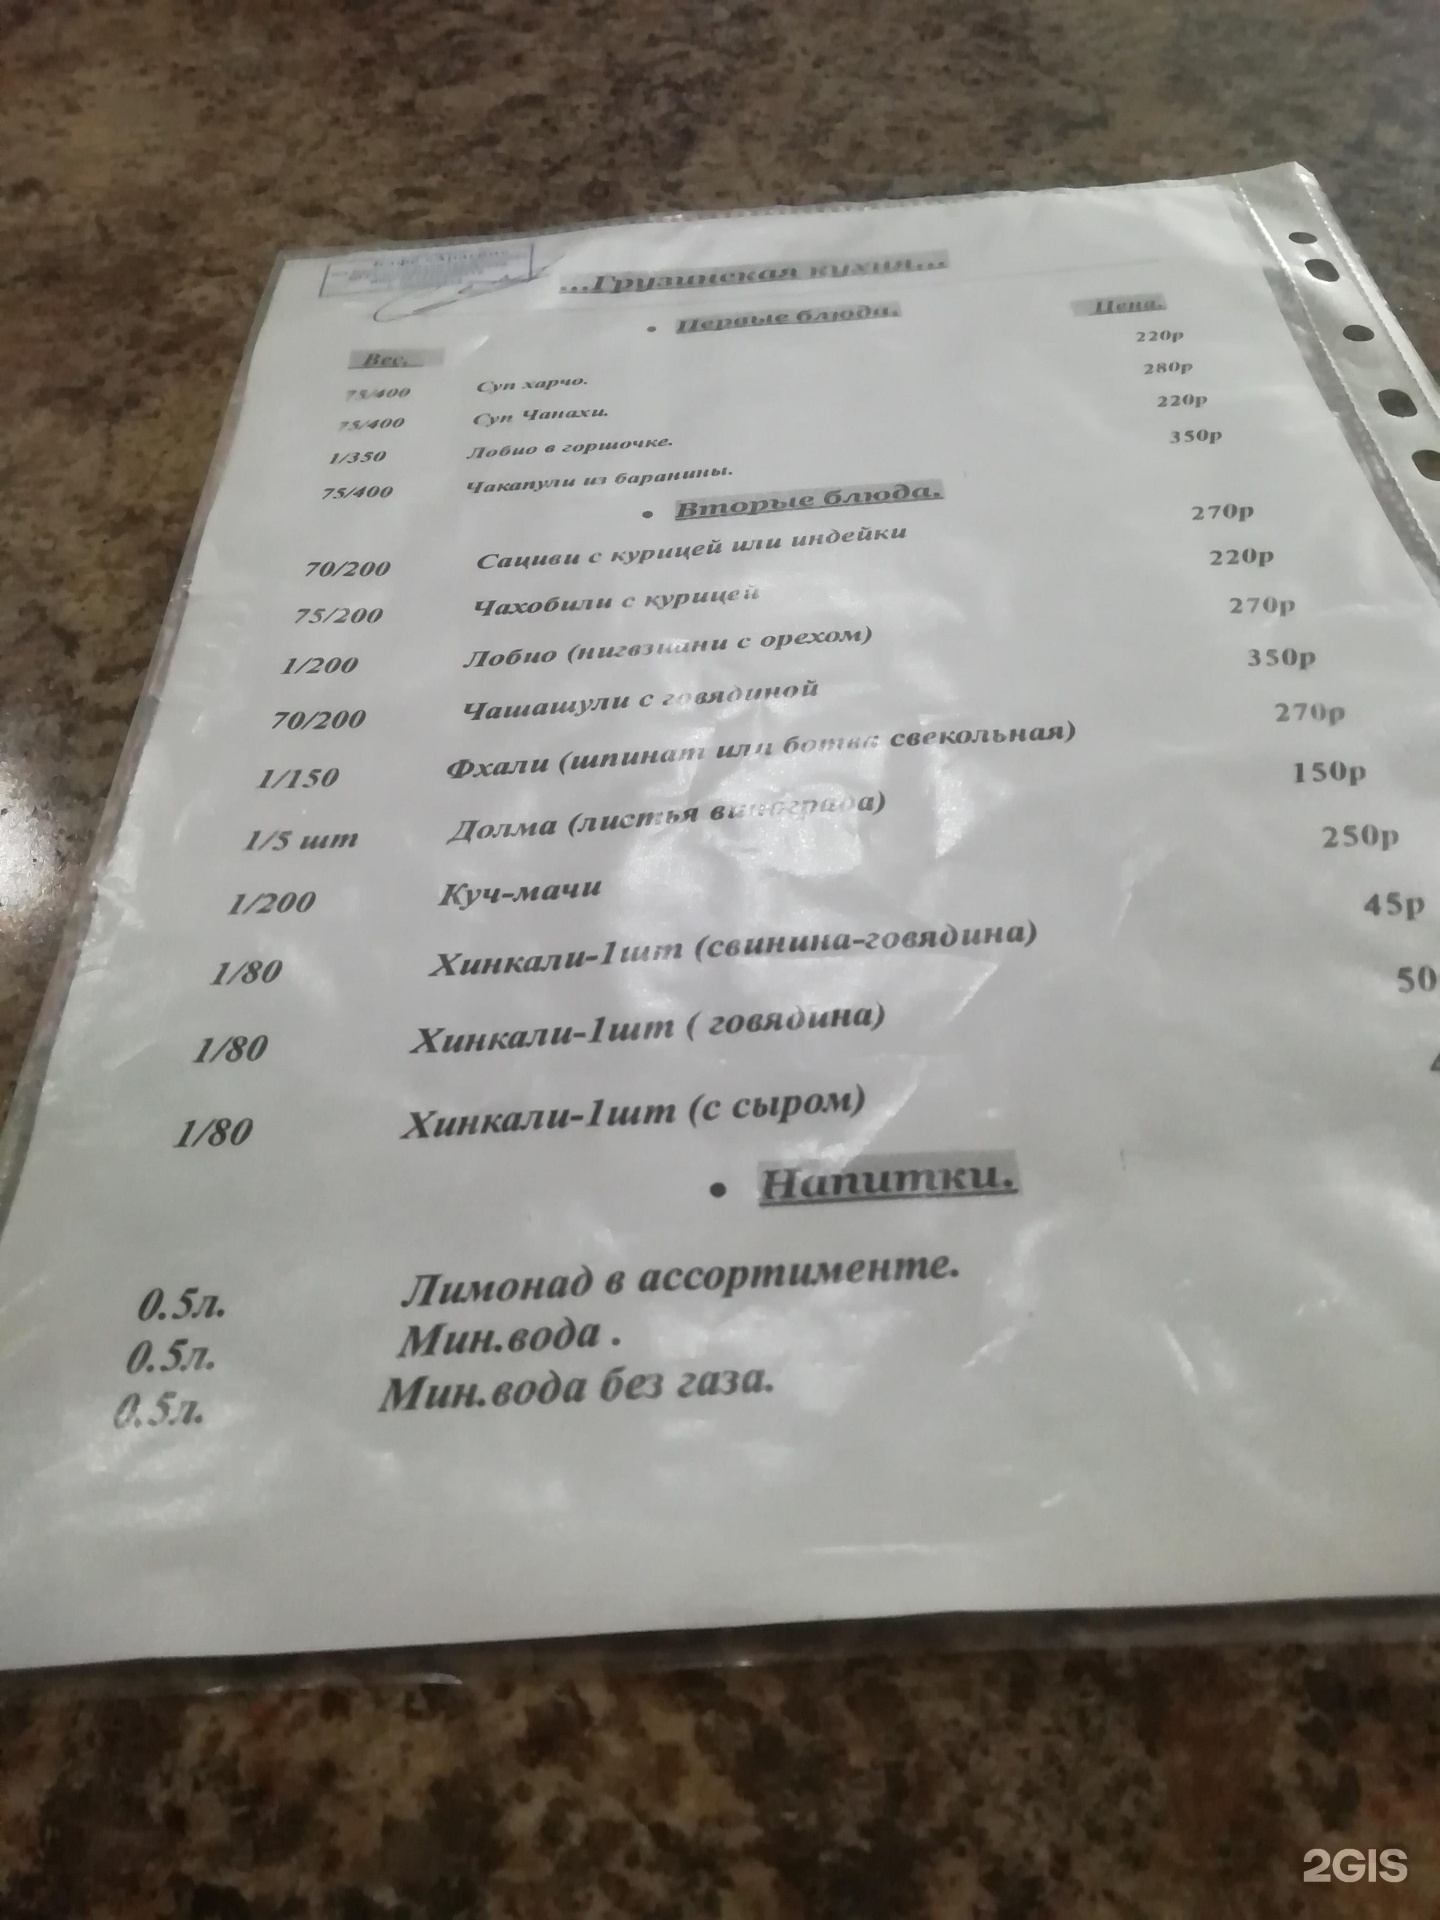 ...Грузинская кухня...
• Первые блюда. Цена.
Вес.
75/400 Суп харчо. 220р
75/400 Суп Чанахи. 280р
1/350 Лобио в горшочке. 220р
75/400 Чакапули из баранины. 350р
• Вторые блюда.
70/200 Сациви с курицей или индейки 270р
75/200 Чахобили с курицей 220р
1/200 Лобио (нигвзиани с орехом) 270р
70/200 Чашашули с говядиной 350р
1/150 Фхали (шпинат или ботва свекольная) 270р
1/5 шт Долма (листья винограда) 150р
1/200 Куч-мачи 250р
1/80 Хинкали-1шт (свинина-говядина) 45р
1/80 Хинкали-1шт ( говядина) 50
1/80 Хинкали-1шт (с сыром)
• Напитки.
0.5л. Лимонад в ассортименте.
0.5л. Мин.вода .
0.5л. Мин.вода без газа.
2GIS